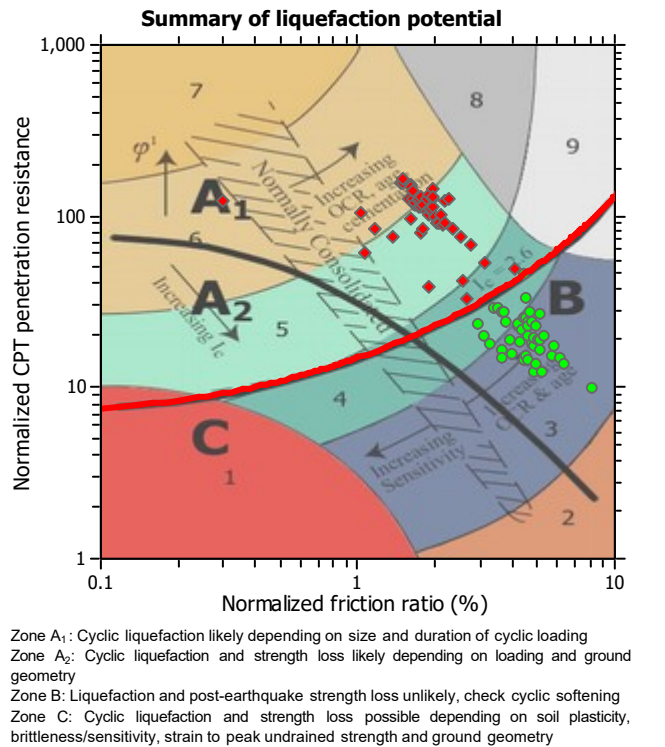 Summary of liquefaction potential
1,000
7
8
φ'
9
Increasing
OCR, age
cementation
A1
100
Normally Consolidated
6
Ic = 2.6
A2
B
Increasing Ic
5
10
4
Increasing
OCR & age
3
C
Increasing
Sensitivity
1
2
1
0.1
1
10
Normalized CPT penetration resistance
Normalized friction ratio (%)
Zone A1: Cyclic liquefaction likely depending on size and duration of cyclic loading
Zone A2: Cyclic liquefaction and strength loss likely depending on loading and ground
geometry
Zone B: Liquefaction and post-earthquake strength loss unlikely, check cyclic softening
Zone C: Cyclic liquefaction and strength loss possible depending on soil plasticity,
brittleness/sensitivity, strain to peak undrained strength and ground geometry